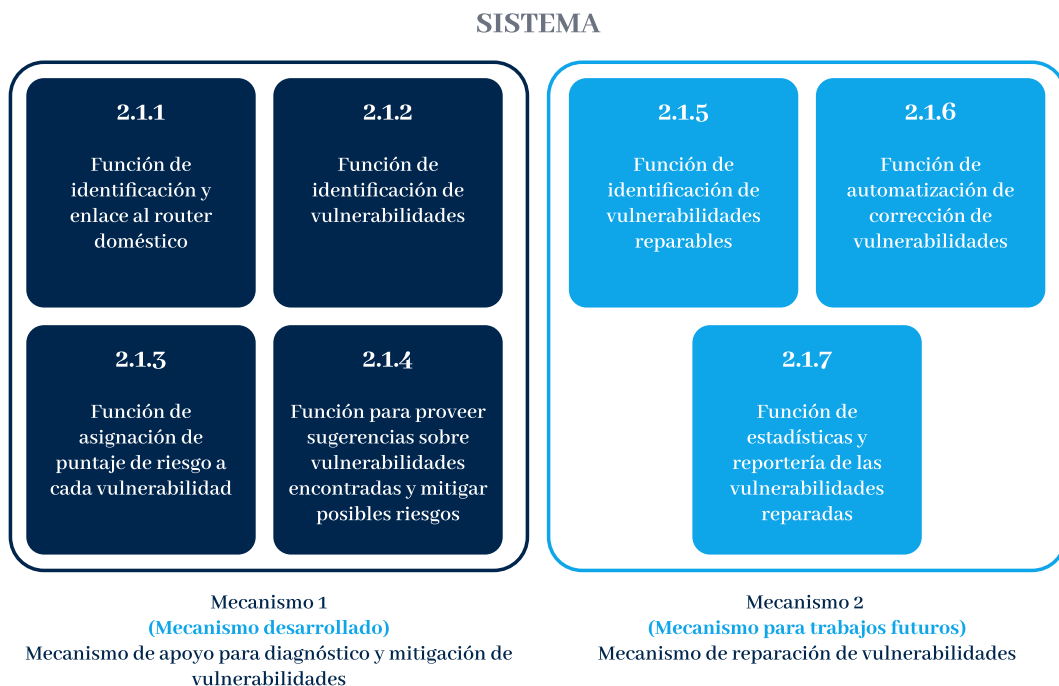 SISTEMA
2.1.1
Función de
identificación y
enlace al router
doméstico
2.1.2
Función de
identificación de
vulnerabilidades
2.1.3
Función de
asignación de
puntaje de riesgo a
cada vulnerabilidad
2.1.4
Función para proveer
sugerencias sobre
vulnerabilidades
encontradas y mitigar
posibles riesgos
Mecanismo 1
(Mecanismo desarrollado)
Mecanismo de apoyo para diagnóstico y mitigación de
vulnerabilidades
2.1.5
Función de
identificación de
vulnerabilidades
reparables
2.1.6
Función de
automatización de
corrección de
vulnerabilidades
2.1.7
Función de
estadísticas y
reportería de las
vulnerabilidades
reparadas
Mecanismo 2
(Mecanismo para trabajos futuros)
Mecanismo de reparación de vulnerabilidades